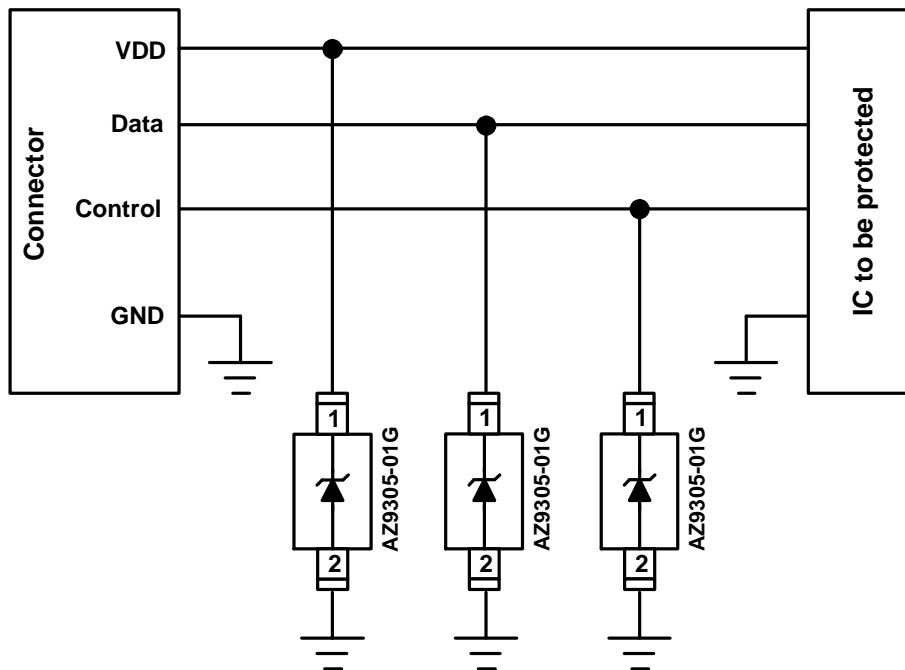 Connector
VDD
Data
Control
GND
IC to be protected
1
2
AZ9305-01G
1
2
AZ9305-01G
1
2
AZ9305-01G